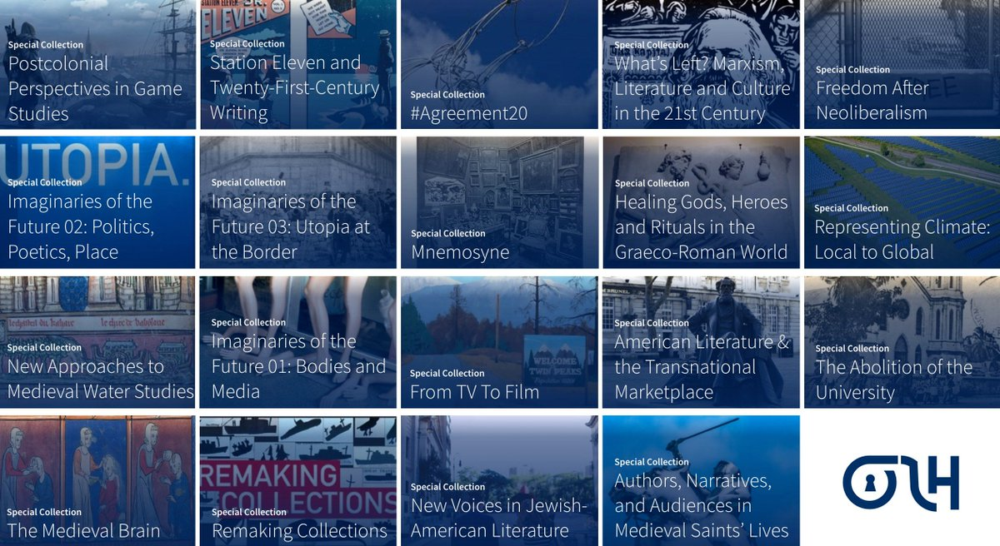 Special Collection
Postcolonial
Perspectives in Game
Studies
STATION ELEVEN
ELEVEN
Special Collection
Station Eleven and
Twenty-First-Century
Writing
Special Collection
#Agreement20
Special Collection
What's Left? Marxism,
Literature and Culture
in the 21st Century
Special Collection
Freedom After
Neoliberalism
UTOPIA.
Special Collection
Imaginaries of the
Future 02: Politics,
Poetics, Place
Special Collection
Imaginaries of the
Future 03: Utopia at
the Border
Special Collection
Mnemosyne
Special Collection
Healing Gods, Heroes
and Rituals in the
Graeco-Roman World
Special Collection
Representing Climate:
Local to Global
Special Collection
New Approaches to
Medieval Water Studies
Special Collection
Imaginaries of the
Future 01: Bodies and
Media
WELCOME
TWIN PEAKS
Special Collection
From TV To Film
Special Collection
American Literature &
the Transnational
Marketplace
Special Collection
The Abolition of the
University
Special Collection
The Medieval Brain
REMAKING
COLLECTIONS
Special Collection
Remaking Collections
Special Collection
New Voices in Jewish-
American Literature
Special Collection
Authors, Narratives,
and Audiences in
Medieval Saints' Lives
OLH